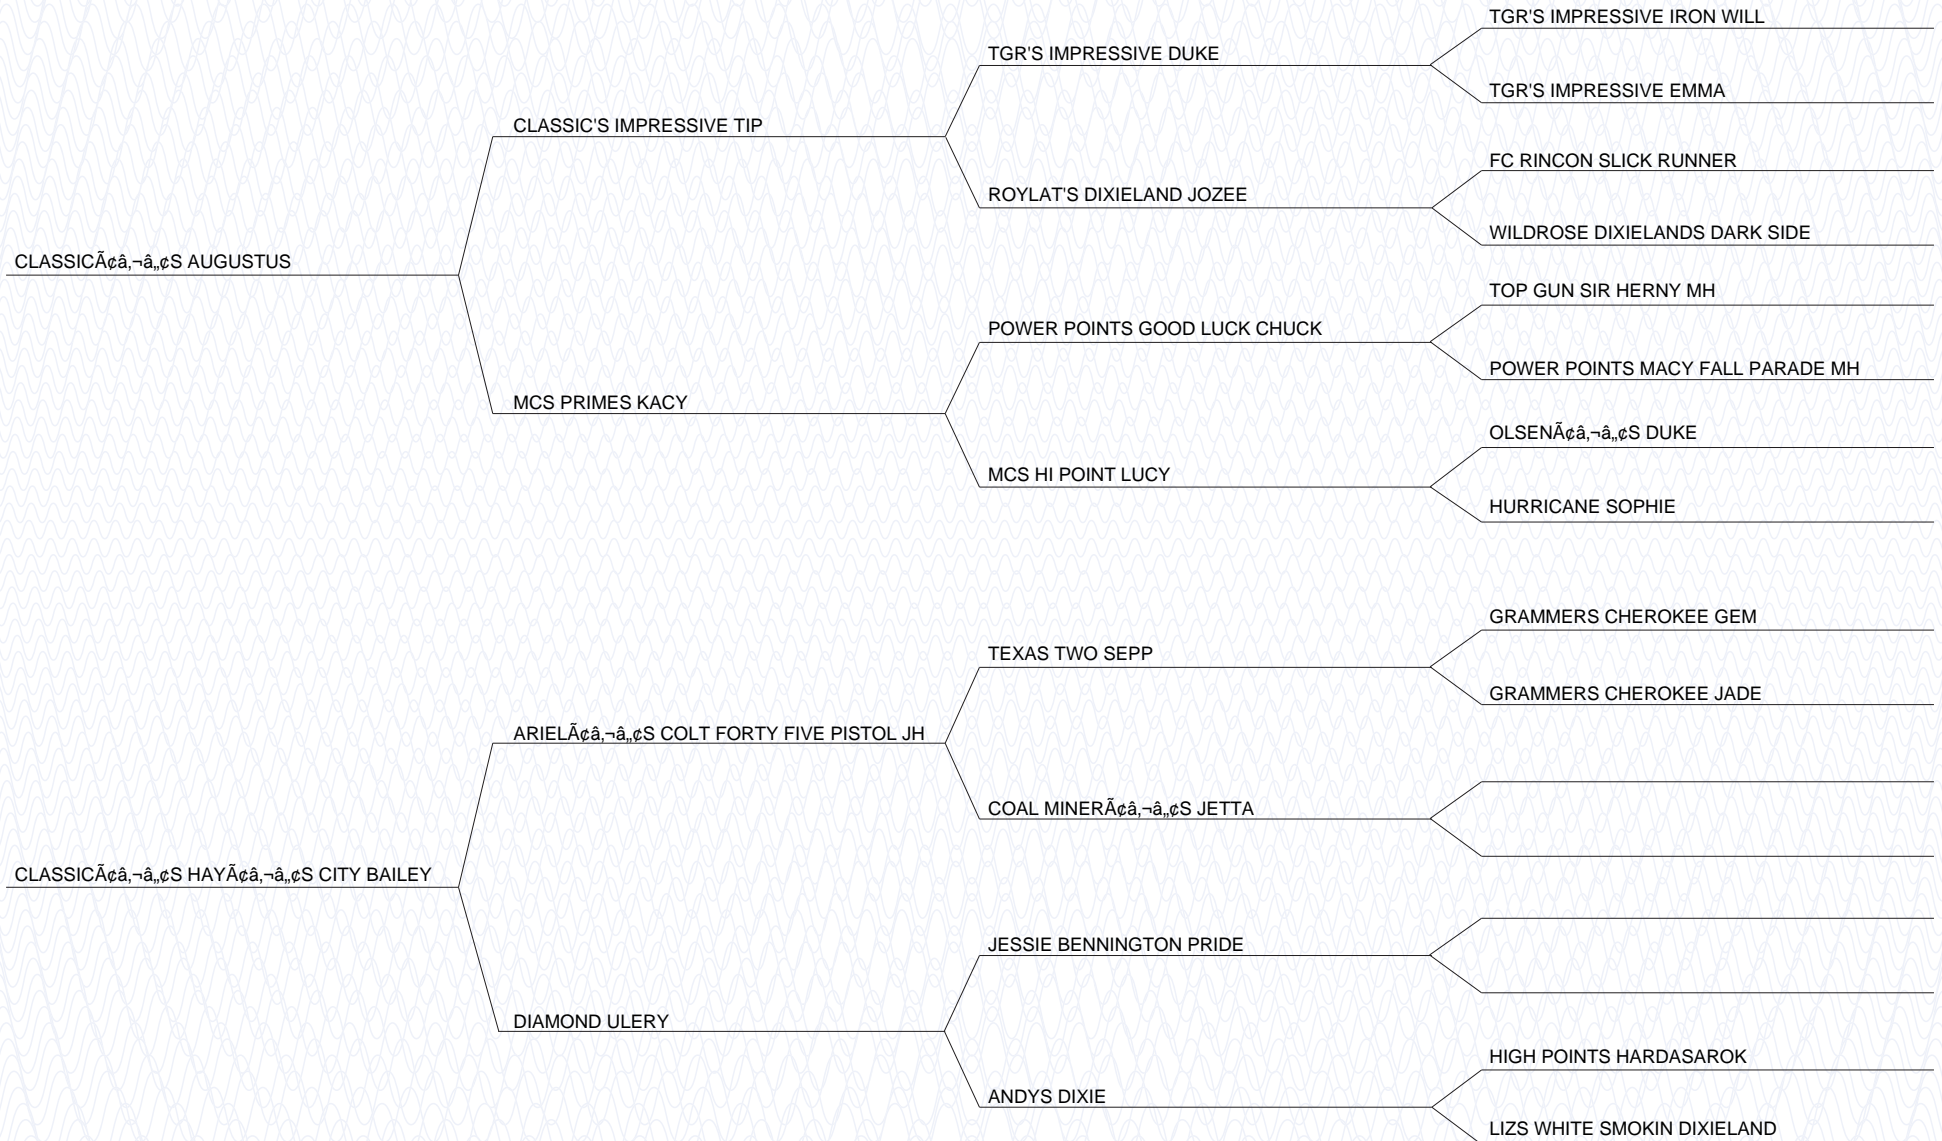 TGR'S IMPRESSIVE IRON WILL
TGR'S IMPRESSIVE DUKE
TGR'S IMPRESSIVE EMMA
CLASSIC'S IMPRESSIVE TIP
FC RINCON SLICK RUNNER
ROYLAT'S DIXIELAND JOZEE
WILDROSE DIXIELANDS DARK SIDE
CLASSICÃ¢â‚¬â„¢S AUGUSTUS
TOP GUN SIR HERNY MH
POWER POINTS GOOD LUCK CHUCK
POWER POINTS MACY FALL PARADE MH
MCS PRIMES KACY
OLSENÃ¢â‚¬â„¢S DUKE
MCS HI POINT LUCY
HURRICANE SOPHIE
GRAMMERS CHEROKEE GEM
TEXAS TWO SEPP
GRAMMERS CHEROKEE JADE
ARIELÃ¢â‚¬â„¢S COLT FORTY FIVE PISTOL JH
COAL MINERÃ¢â‚¬â„¢S JETTA
CLASSICÃ¢â‚¬â„¢S HAYÃ¢â‚¬â„¢S CITY BAILEY
JESSIE BENNINGTON PRIDE
DIAMOND ULERY
HIGH POINTS HARDASAROK
ANDYS DIXIE
LIZS WHITE SMOKIN DIXIELAND